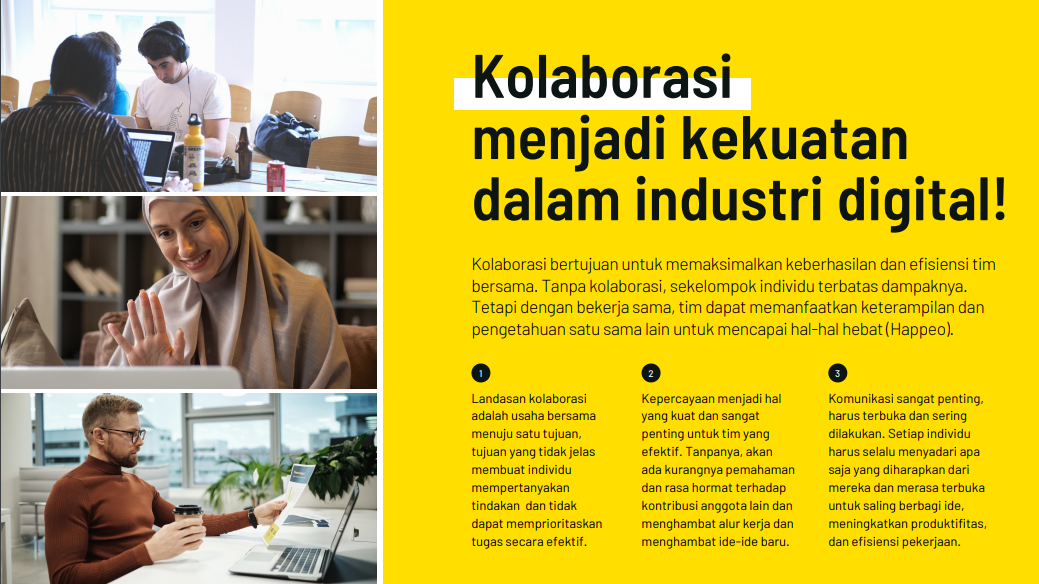 Kolaborasi
menjadi kekuatan
dalam industri digital!
Kolaborasi bertujuan untuk memaksimalkan keberhasilan dan efisiensi tim
bersama. Tanpa kolaborasi, sekelompok individu terbatas dampaknya.
Tetapi dengan bekerja sama, tim dapat memanfaatkan keterampilan dan
pengetahuan satu sama lain untuk mencapai hal-hal hebat (Happeo).
1
Landasan kolaborasi
adalah usaha bersama
menuju satu tujuan,
tujuan yang tidak jelas
membuat individu
mempertanyakan
tindakan dan tidak
dapat memprioritaskan
tugas secara efektif.
2
Kepercayaan menjadi hal
yang kuat dan sangat
penting untuk tim yang
efektif. Tanpanya, akan
ada kurangnya pemahaman
dan rasa hormat terhadap
kontribusi anggota lain dan
menghambat alur kerja dan
menghambat ide-ide baru.
3
Komunikasi sangat penting,
harus terbuka dan sering
dilakukan. Setiap individu
harus selalu menyadari apa
saja yang diharapkan dari
mereka dan merasa terbuka
untuk saling berbagi ide,
meningkatkan produktifitas,
dan efisiensi pekerjaan.